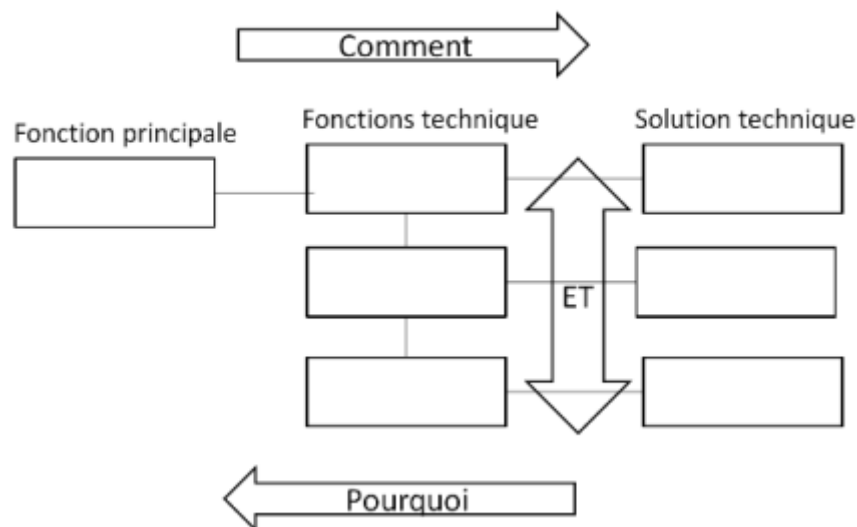 Comment
Fonction principale
Fonctions technique
Solution technique
ET
Pourquoi